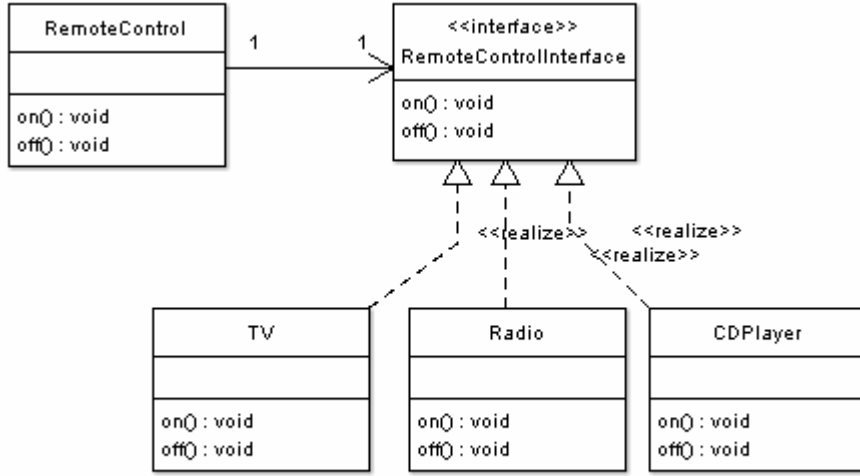 RemoteControl
on() : void
off() : void
1
1
<<interface>>
RemoteControlInterface
on() : void
off() : void
<<realize>>
<<realize>>
<<realize>>
TV
on() : void
off() : void
Radio
on() : void
off() : void
CDPlayer
on() : void
off() : void